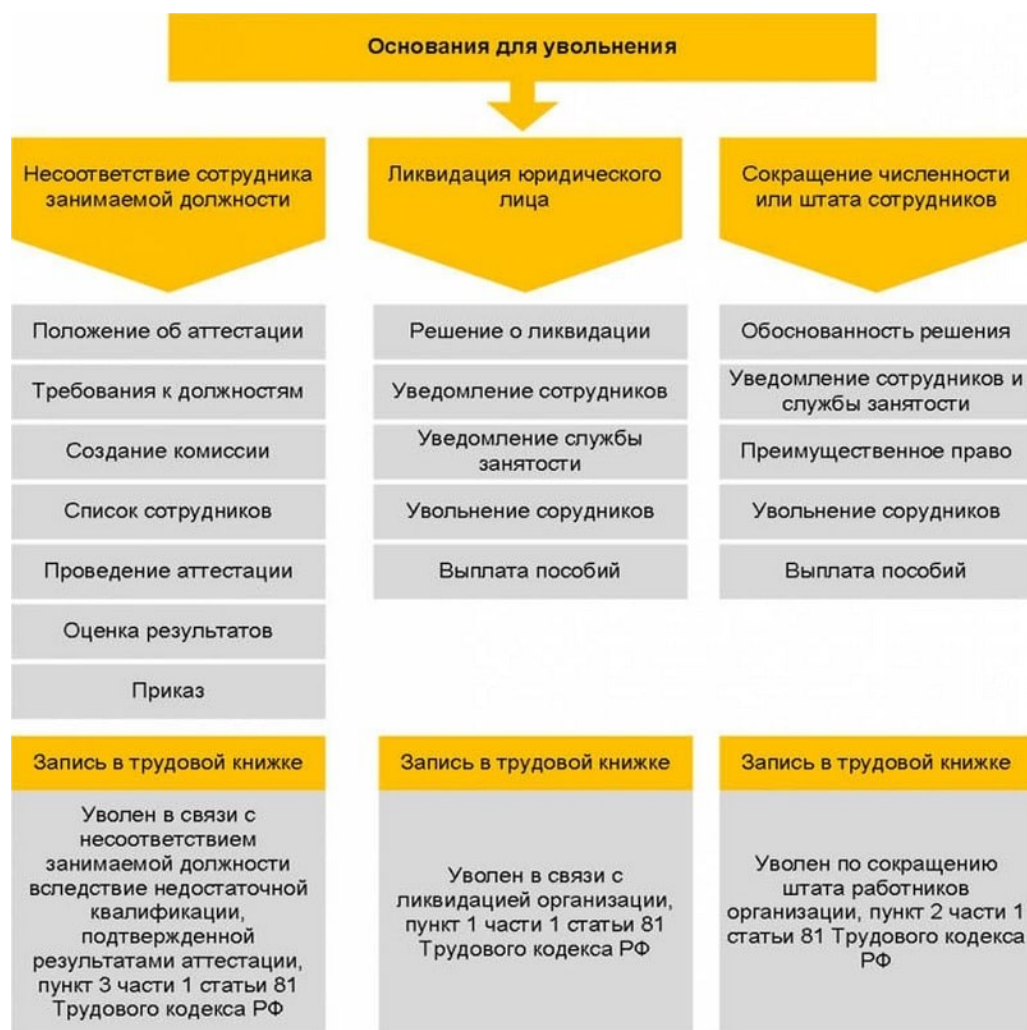 Основания для увольнения
Несоответствие сотрудника
занимаемой должности
Положение об аттестации
Требования к должностям
Создание комиссии
Список сотрудников
Проведение аттестации
Оценка результатов
Приказ
Запись в трудовой книжке
Уволен в связи с
несоответствием
занимаемой должности
вследствие недостаточной
квалификации,
подтвержденной
результатами аттестации,
пункт 3 части 1 статьи 81
Трудового кодекса РФ
Ликвидация юридического
лица
Решение о ликвидации
Уведомление сотрудников
Уведомление службы
занятости
Увольнение сорудников
Выплата пособий
Запись в трудовой книжке
Уволен в связи с
ликвидацией организации,
пункт 1 части 1 статьи 81
Трудового кодекса РФ
Сокращение численности
или штата сотрудников
Обоснованность решения
Уведомление сотрудников и
службы занятости
Преимущественное право
Увольнение сорудников
Выплата пособий
Запись в трудовой книжке
Уволен по сокращению
штата работников
организации, пункт 2 части 1
статьи 81 Трудового кодекса
РФ